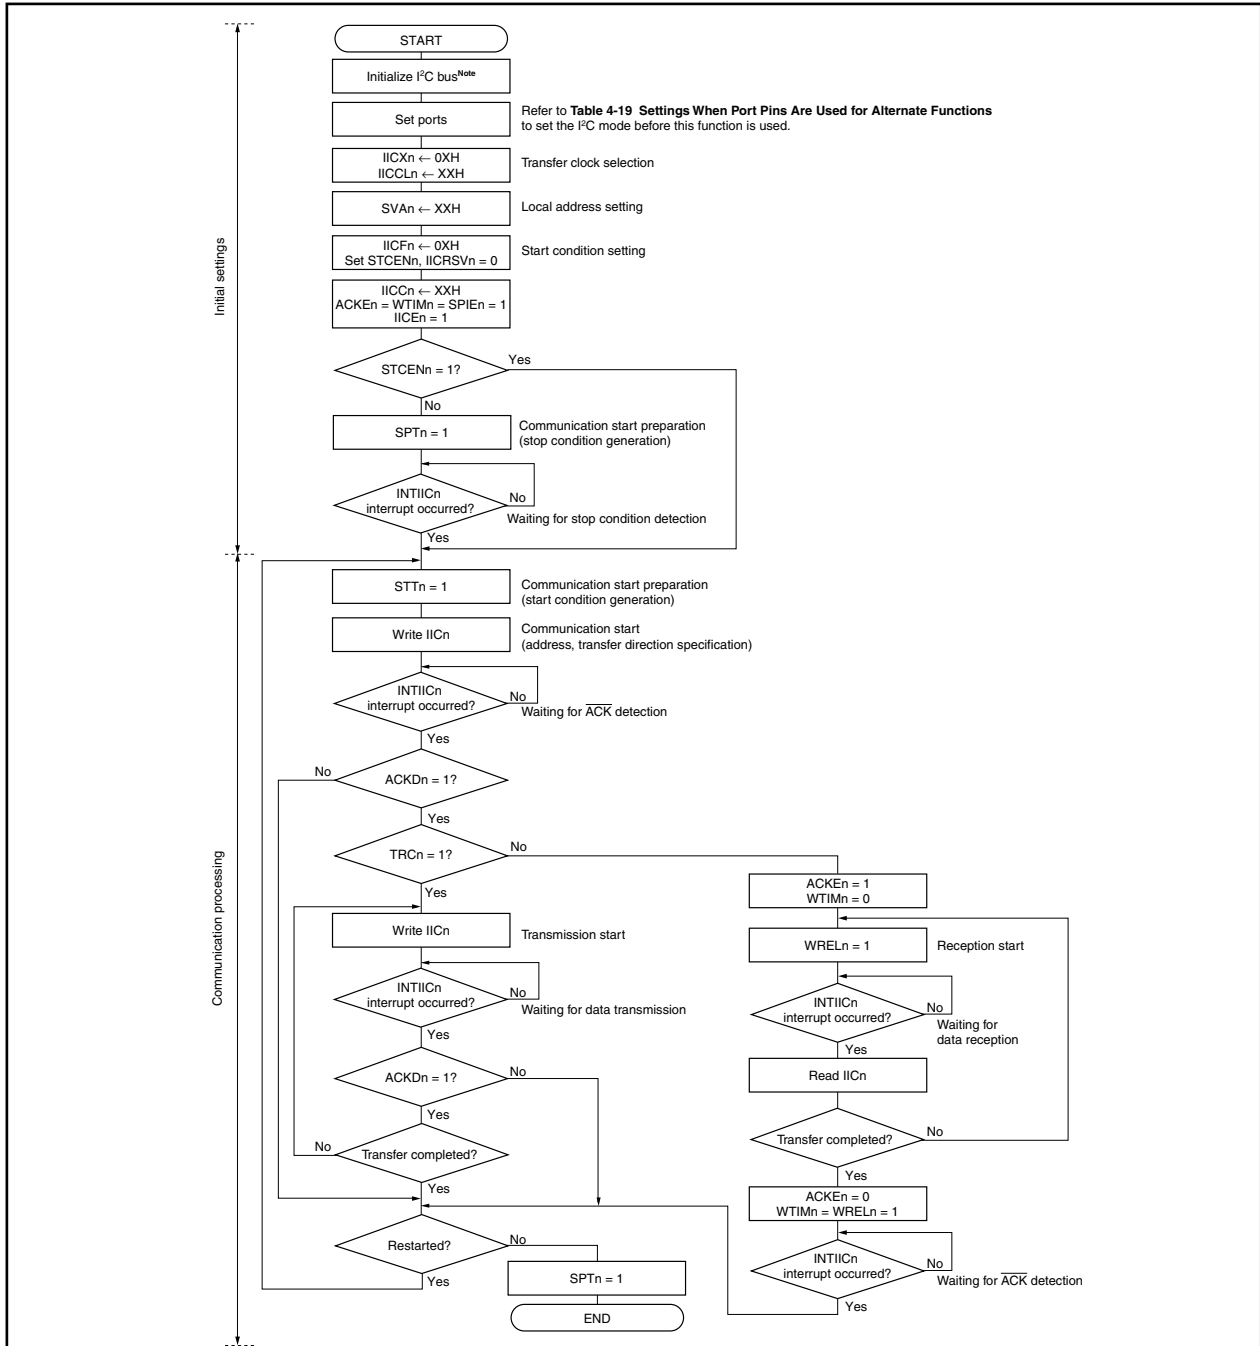 START
Initialize I²C bus^Note
Set ports
Refer to Table 4-19 Settings When Port Pins Are Used for Alternate Functions
to set the I²C mode before this function is used.
IICXn ← 0XH
IICCLn ← XXH
Transfer clock selection
SVAn ← XXH
Local address setting
IICFn ← 0XH
Set STCENn, IICRSVn = 0
Start condition setting
IICCn ← XXH
ACKEn = WTIMn = SPIEn = 1
IICEn = 1
Initial settings
STCENn = 1?
Yes
No
SPTn = 1
Communication start preparation
(stop condition generation)
INTIICn
interrupt occurred?
No
Waiting for stop condition detection
Yes
STTn = 1
Communication start preparation
(start condition generation)
Write IICn
Communication start
(address, transfer direction specification)
INTIICn
interrupt occurred?
No
Waiting for A̅C̅K̅ detection
Yes
No
ACKDn = 1?
Yes
TRCn = 1?
No
Yes
Communication processing
Write IICn
Transmission start
INTIICn
interrupt occurred?
No
Waiting for data transmission
Yes
ACKDn = 1?
No
Yes
No
Transfer completed?
Yes
ACKEn = 1
WTIMn = 0
WRELn = 1
Reception start
INTIICn
interrupt occurred?
No
Waiting for
data reception
Yes
Read IICn
Transfer completed?
No
Yes
ACKEn = 0
WTIMn = WRELn = 1
INTIICn
interrupt occurred?
No
Waiting for A̅C̅K̅ detection
Yes
Restarted?
No
Yes
SPTn = 1
END